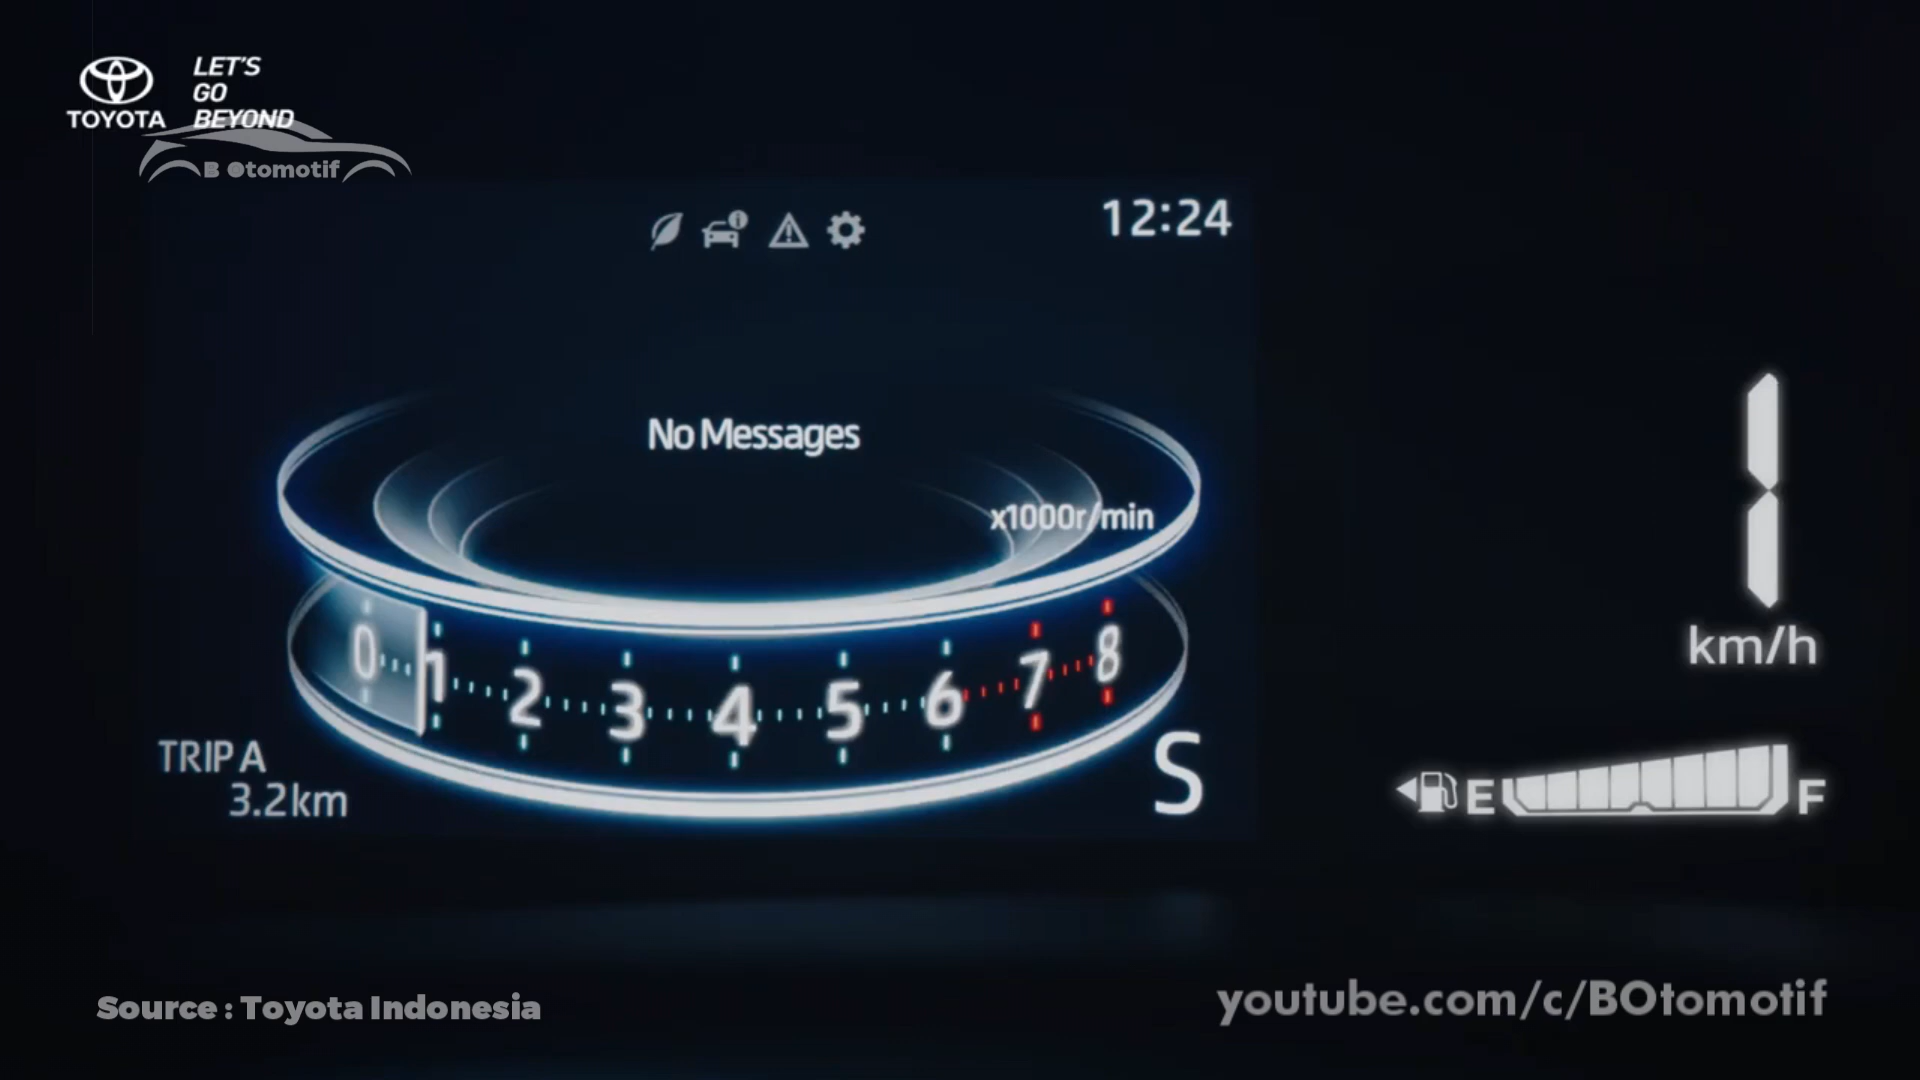 TOYOTA
LET'S
GO
BEYOND
B Otomotif
12:24
No Messages
x1000r/min
0 1 2 3 4 5 6 7 8
TRIP A
3.2km
S
1
km/h
E F
Source : Toyota Indonesia
youtube.com/c/BOtomotif